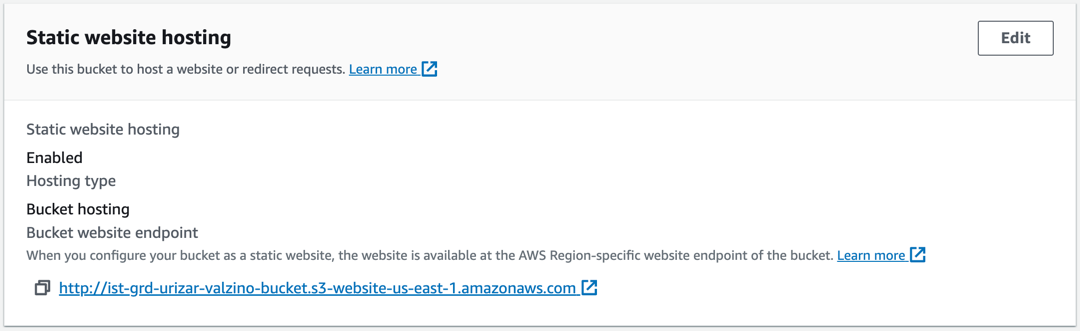 Static website hosting
Edit
Use this bucket to host a website or redirect requests. Learn more
Static website hosting
Enabled
Hosting type
Bucket hosting
Bucket website endpoint
When you configure your bucket as a static website, the website is available at the AWS Region-specific website endpoint of the bucket. Learn more
http://ist-grd-urizar-valzino-bucket.s3-website-us-east-1.amazonaws.com